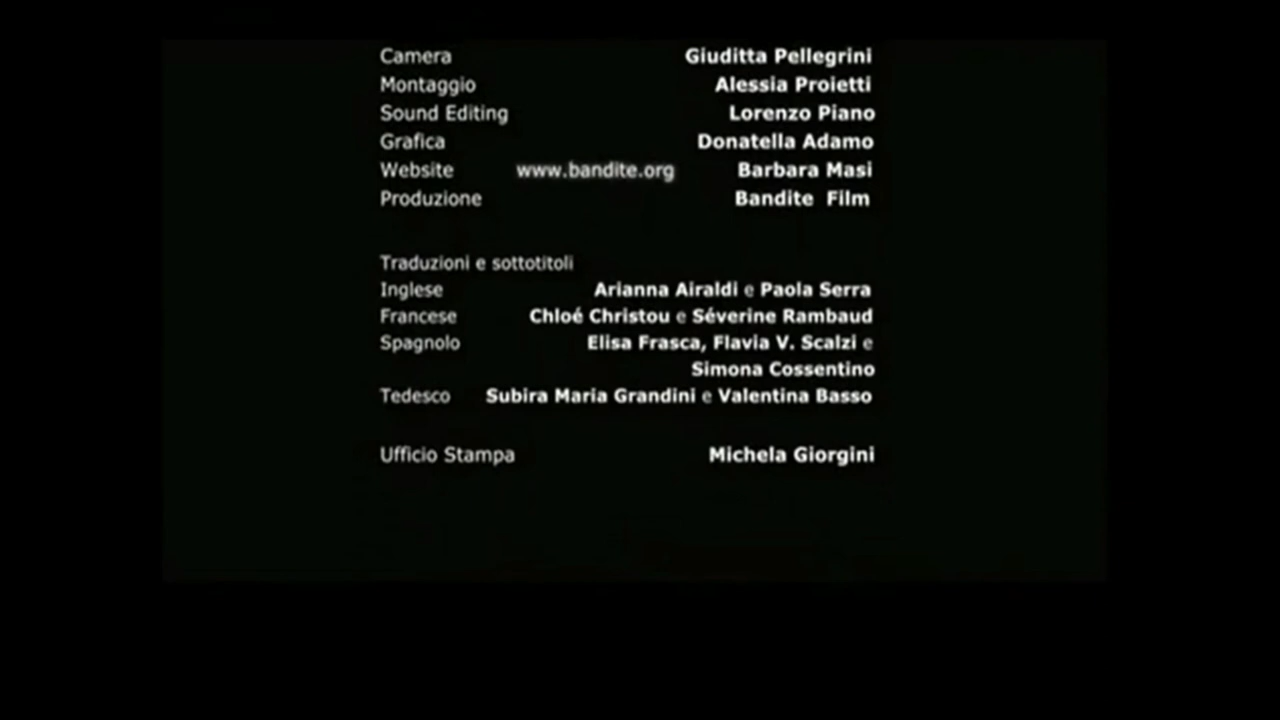 Camera Giuditta Pellegrini
Montaggio Alessia Proietti
Sound Editing Lorenzo Piano
Grafica Donatella Adamo
Website www.bandite.org Barbara Masi
Produzione Bandite Film
Traduzioni e sottotitoli
Inglese Arianna Airaldi e Paola Serra
Francese Chloé Christou e Séverine Rambaud
Spagnolo Elisa Frasca, Flavia V. Scalzi e
Simona Cossentino
Tedesco Subira Maria Grandini e Valentina Basso
Ufficio Stampa Michela Giorgini